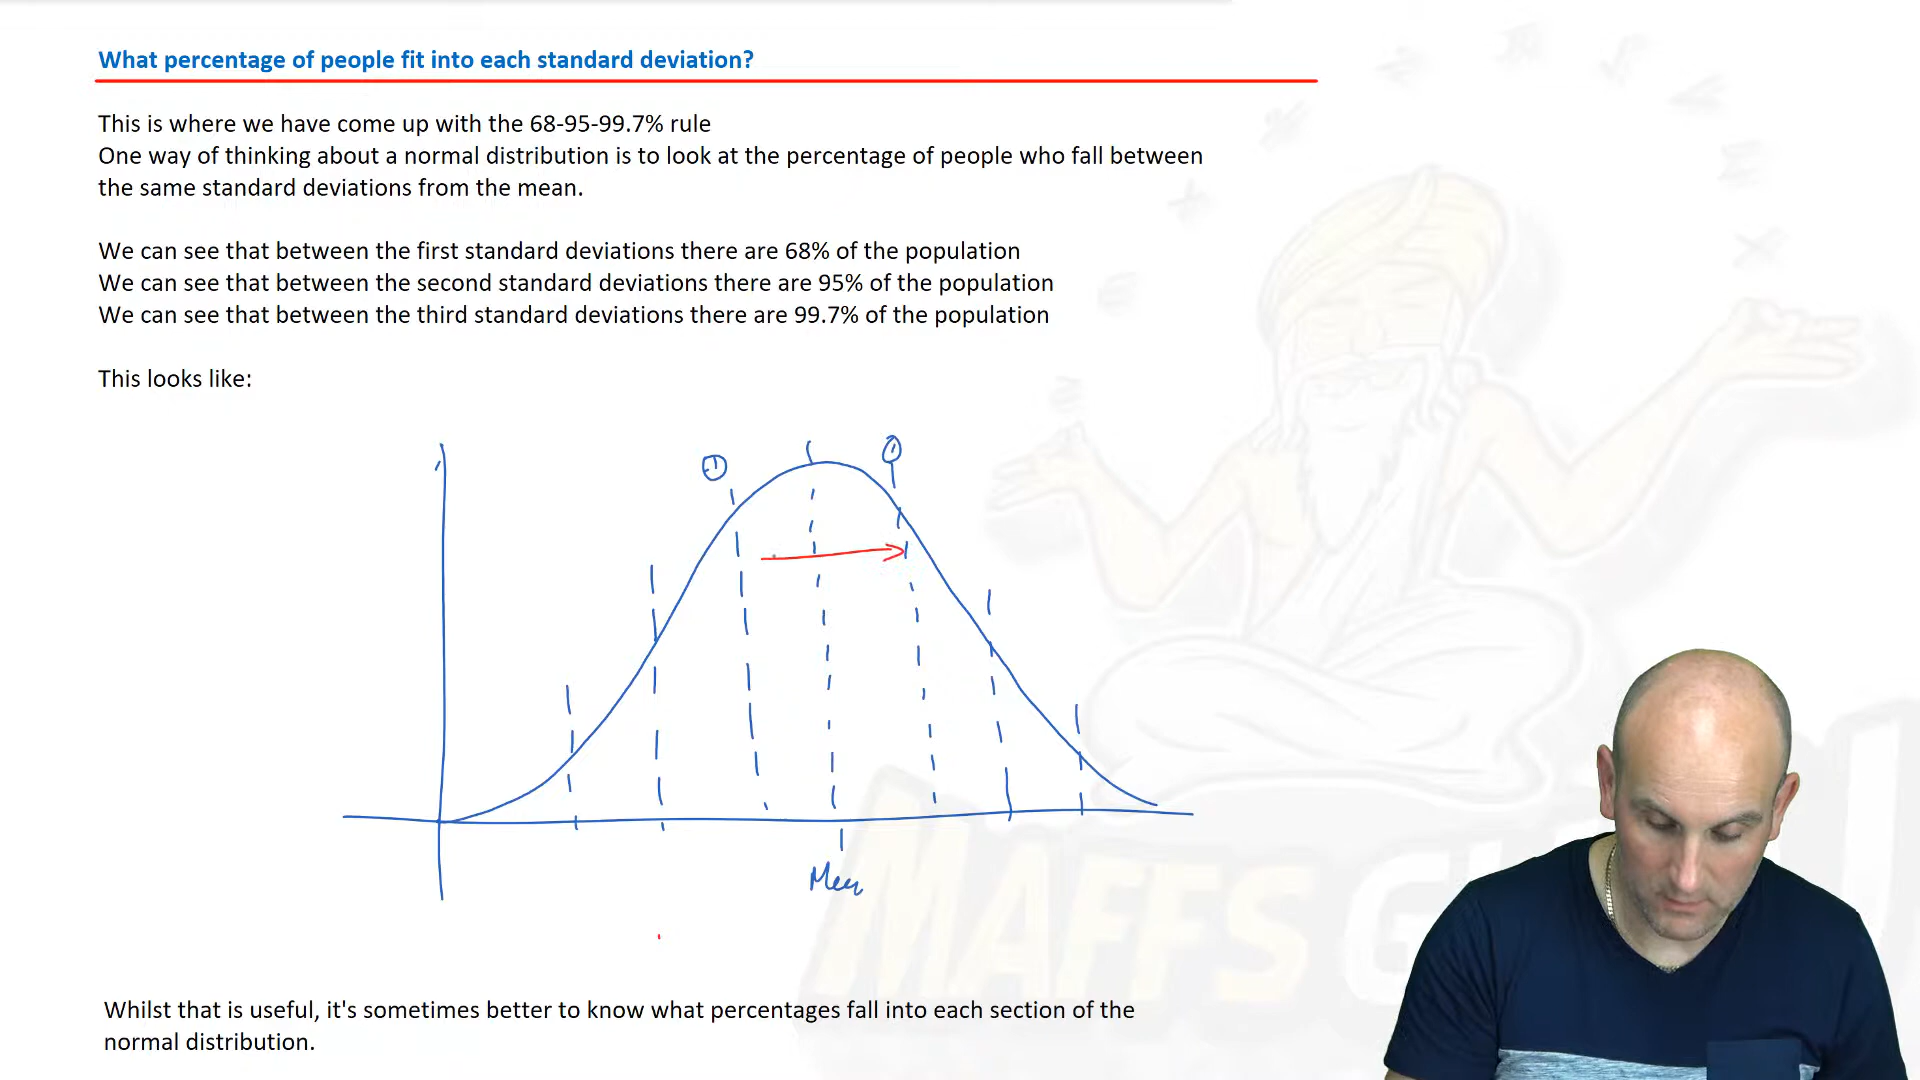 What percentage of people fit into each standard deviation?
This is where we have come up with the 68-95-99.7% rule
One way of thinking about a normal distribution is to look at the percentage of people who fall between
the same standard deviations from the mean.
We can see that between the first standard deviations there are 68% of the population
We can see that between the second standard deviations there are 95% of the population
We can see that between the third standard deviations there are 99.7% of the population
This looks like:
-1 1
Mean
MAFFS
Whilst that is useful, it's sometimes better to know what percentages fall into each section of the
normal distribution.